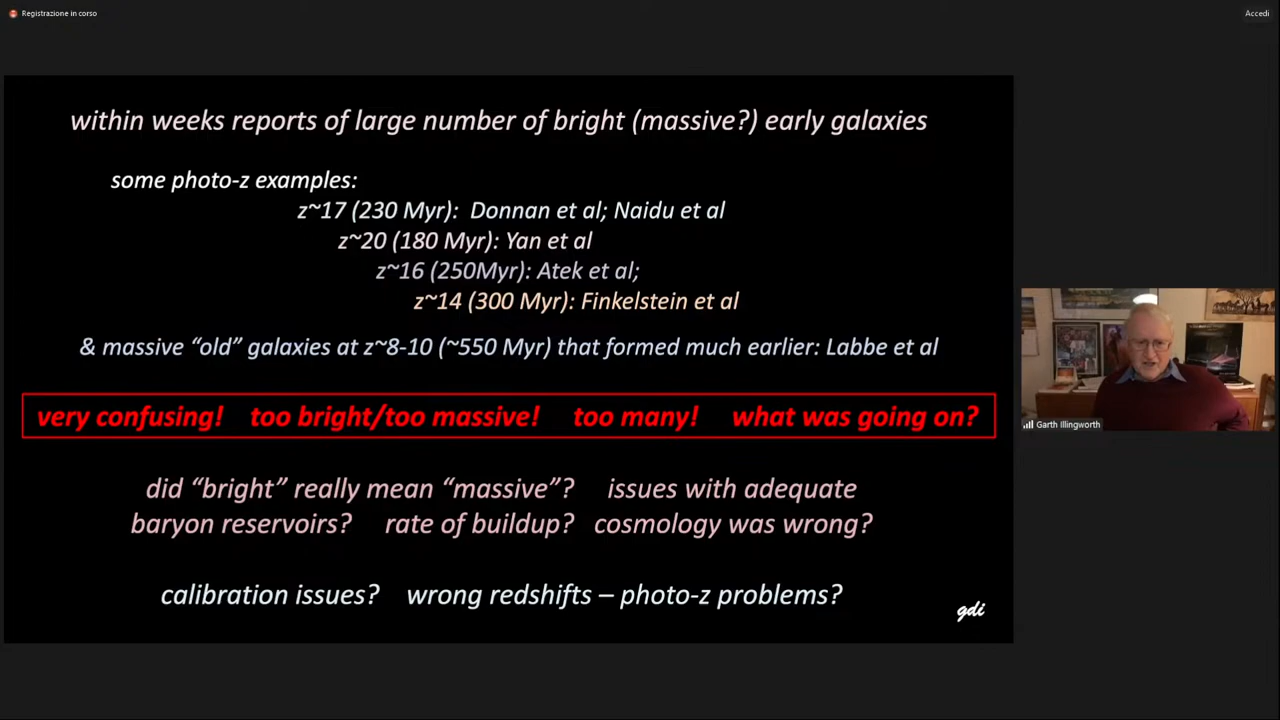 Registrazione in corso
Accedi
within weeks reports of large number of bright (massive?) early galaxies
some photo-z examples:
z~17 (230 Myr): Donnan et al; Naidu et al
z~20 (180 Myr): Yan et al
z~16 (250Myr): Atek et al;
z~14 (300 Myr): Finkelstein et al
& massive “old” galaxies at z~8-10 (~550 Myr) that formed much earlier: Labbe et al
very confusing! too bright/too massive! too many! what was going on?
did “bright” really mean “massive”? issues with adequate
baryon reservoirs? rate of buildup? cosmology was wrong?
calibration issues? wrong redshifts – photo-z problems?
gdi
Garth Illingworth